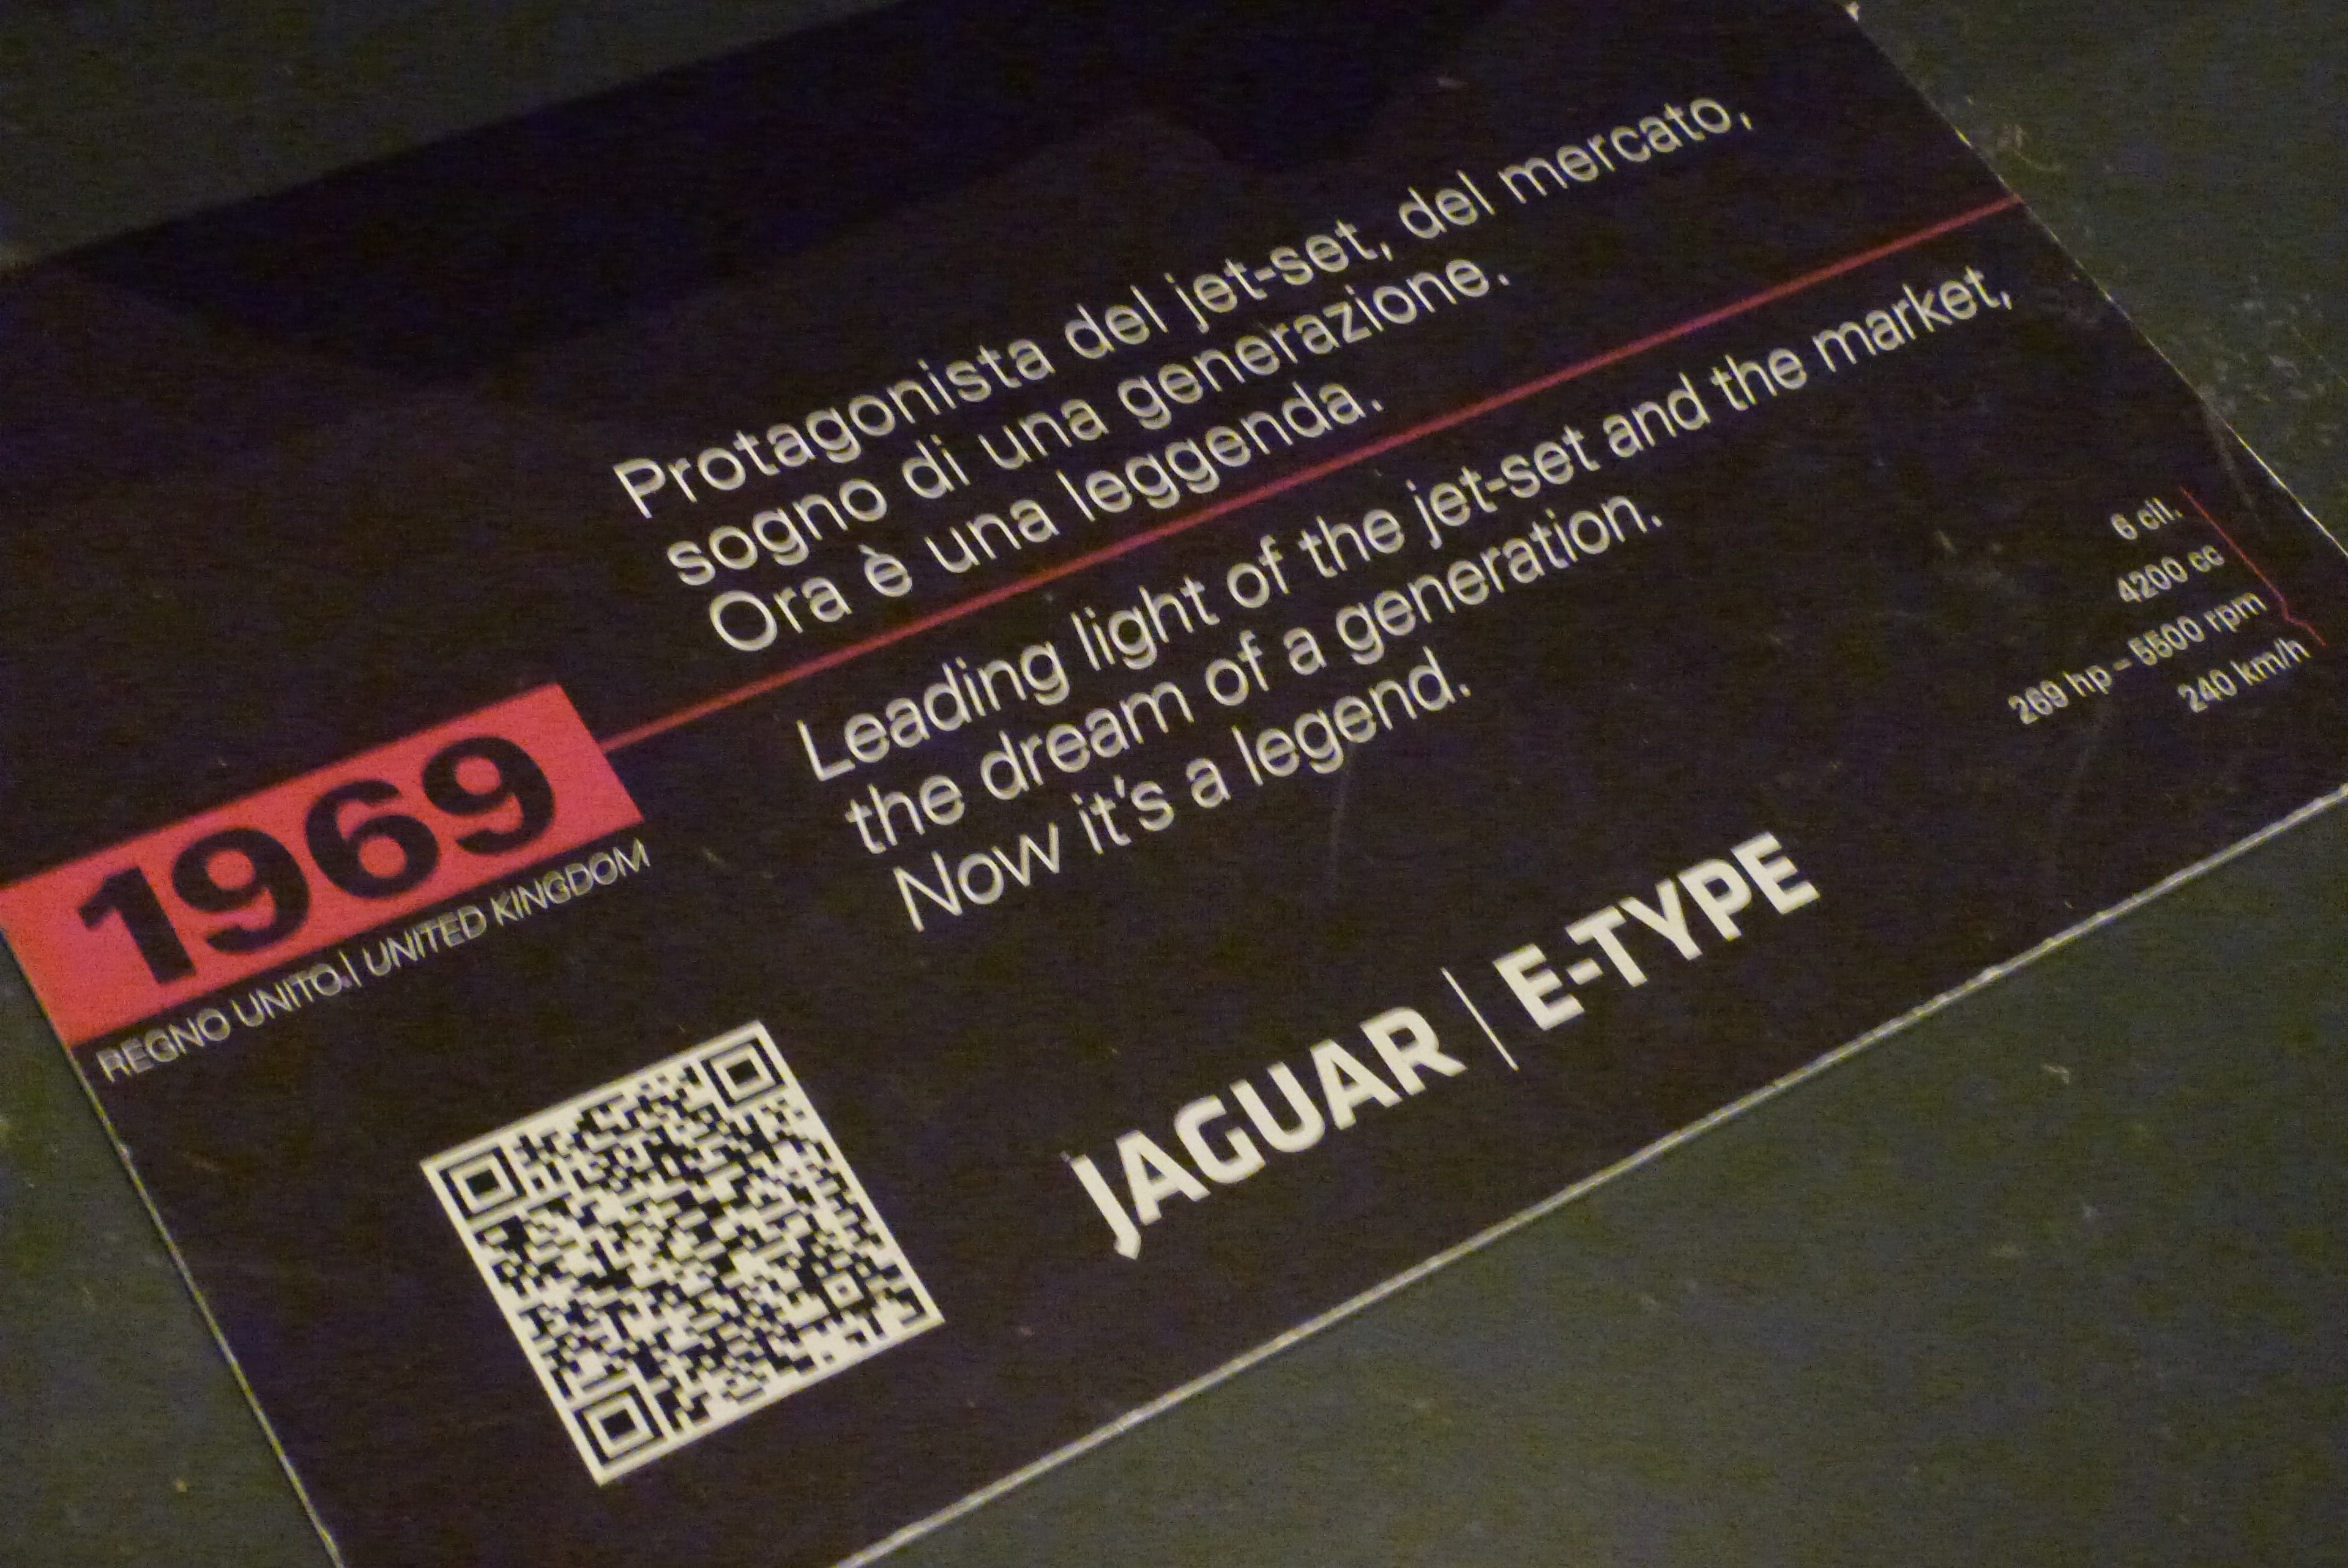 Protagonista del jet-set, del mercato,
sogno di una generazione.
Ora è una leggenda.
1969
REGNO UNITO | UNITED KINGDOM
Leading light of the jet-set and the market,
the dream of a generation.
Now it's a legend.
6 cil.
4200 cc
269 hp – 5500 rpm
240 km/h
JAGUAR | E-TYPE